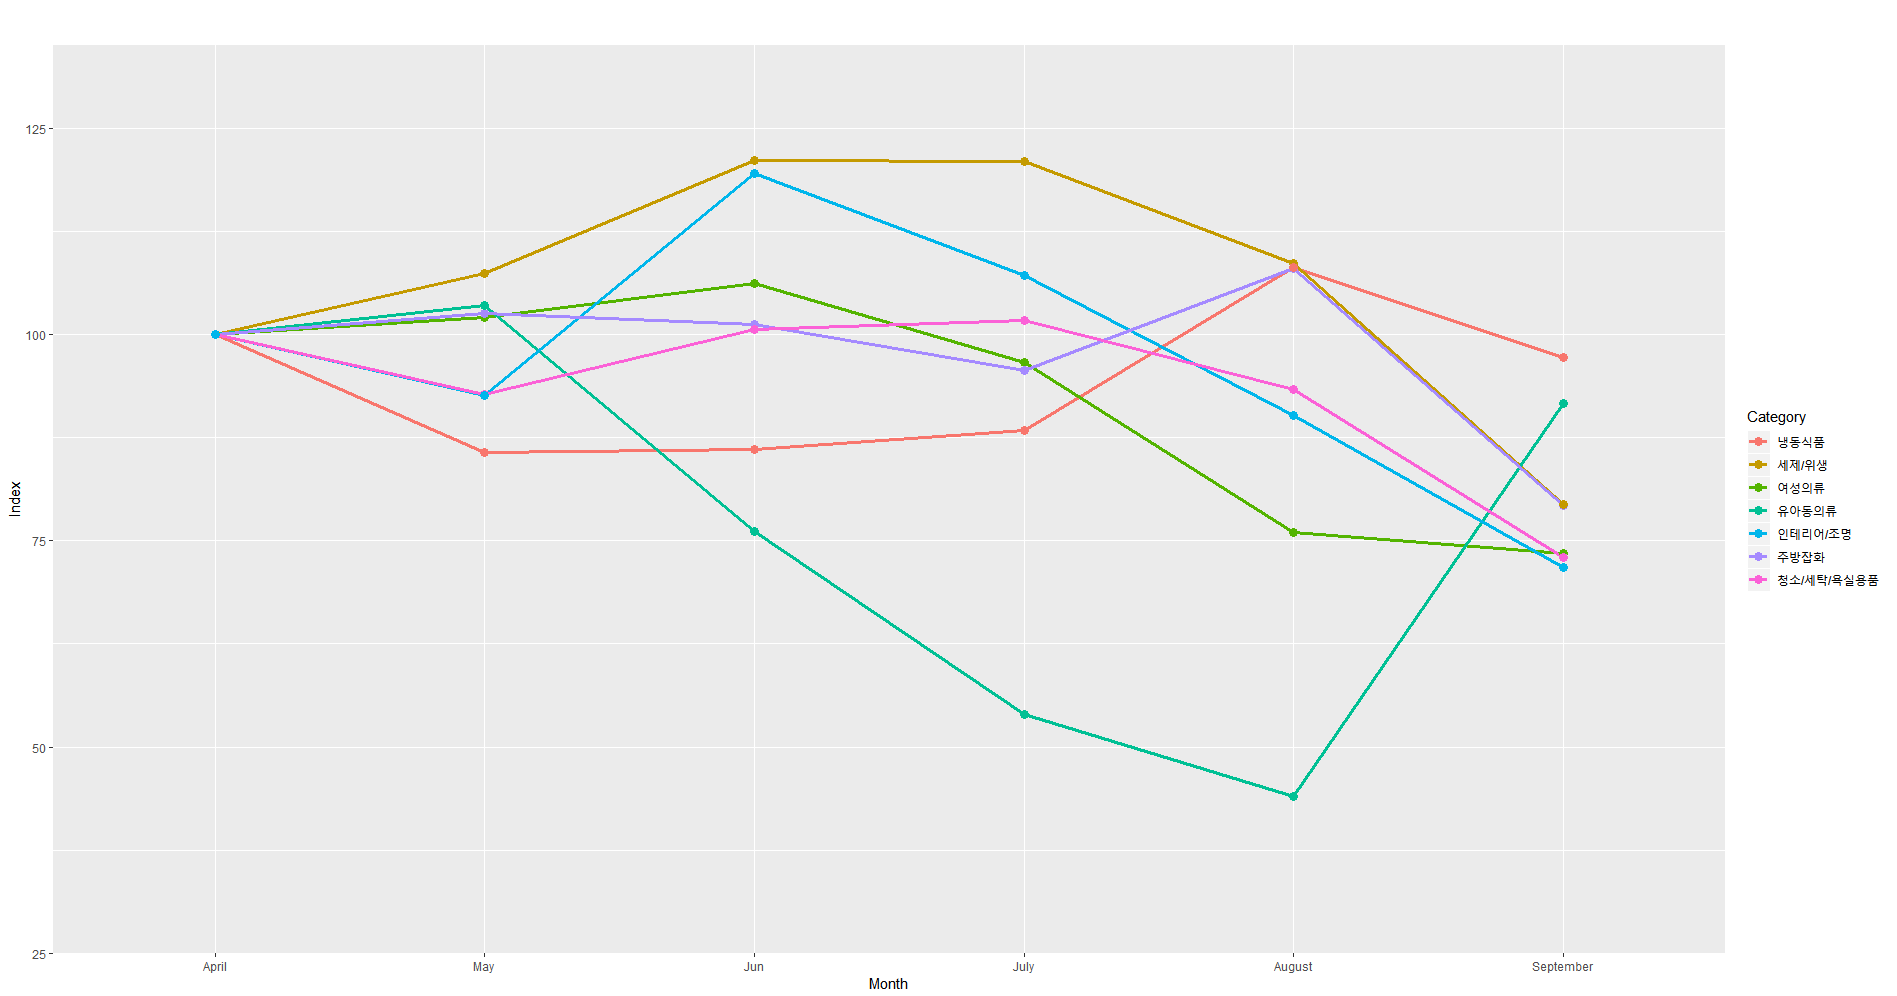 125
100
75
50
25
Index
April May Jun July August September
Month
Category
냉동식품
세제/위생
여성의류
유아동의류
인테리어/조명
주방잡화
청소/세탁/욕실용품